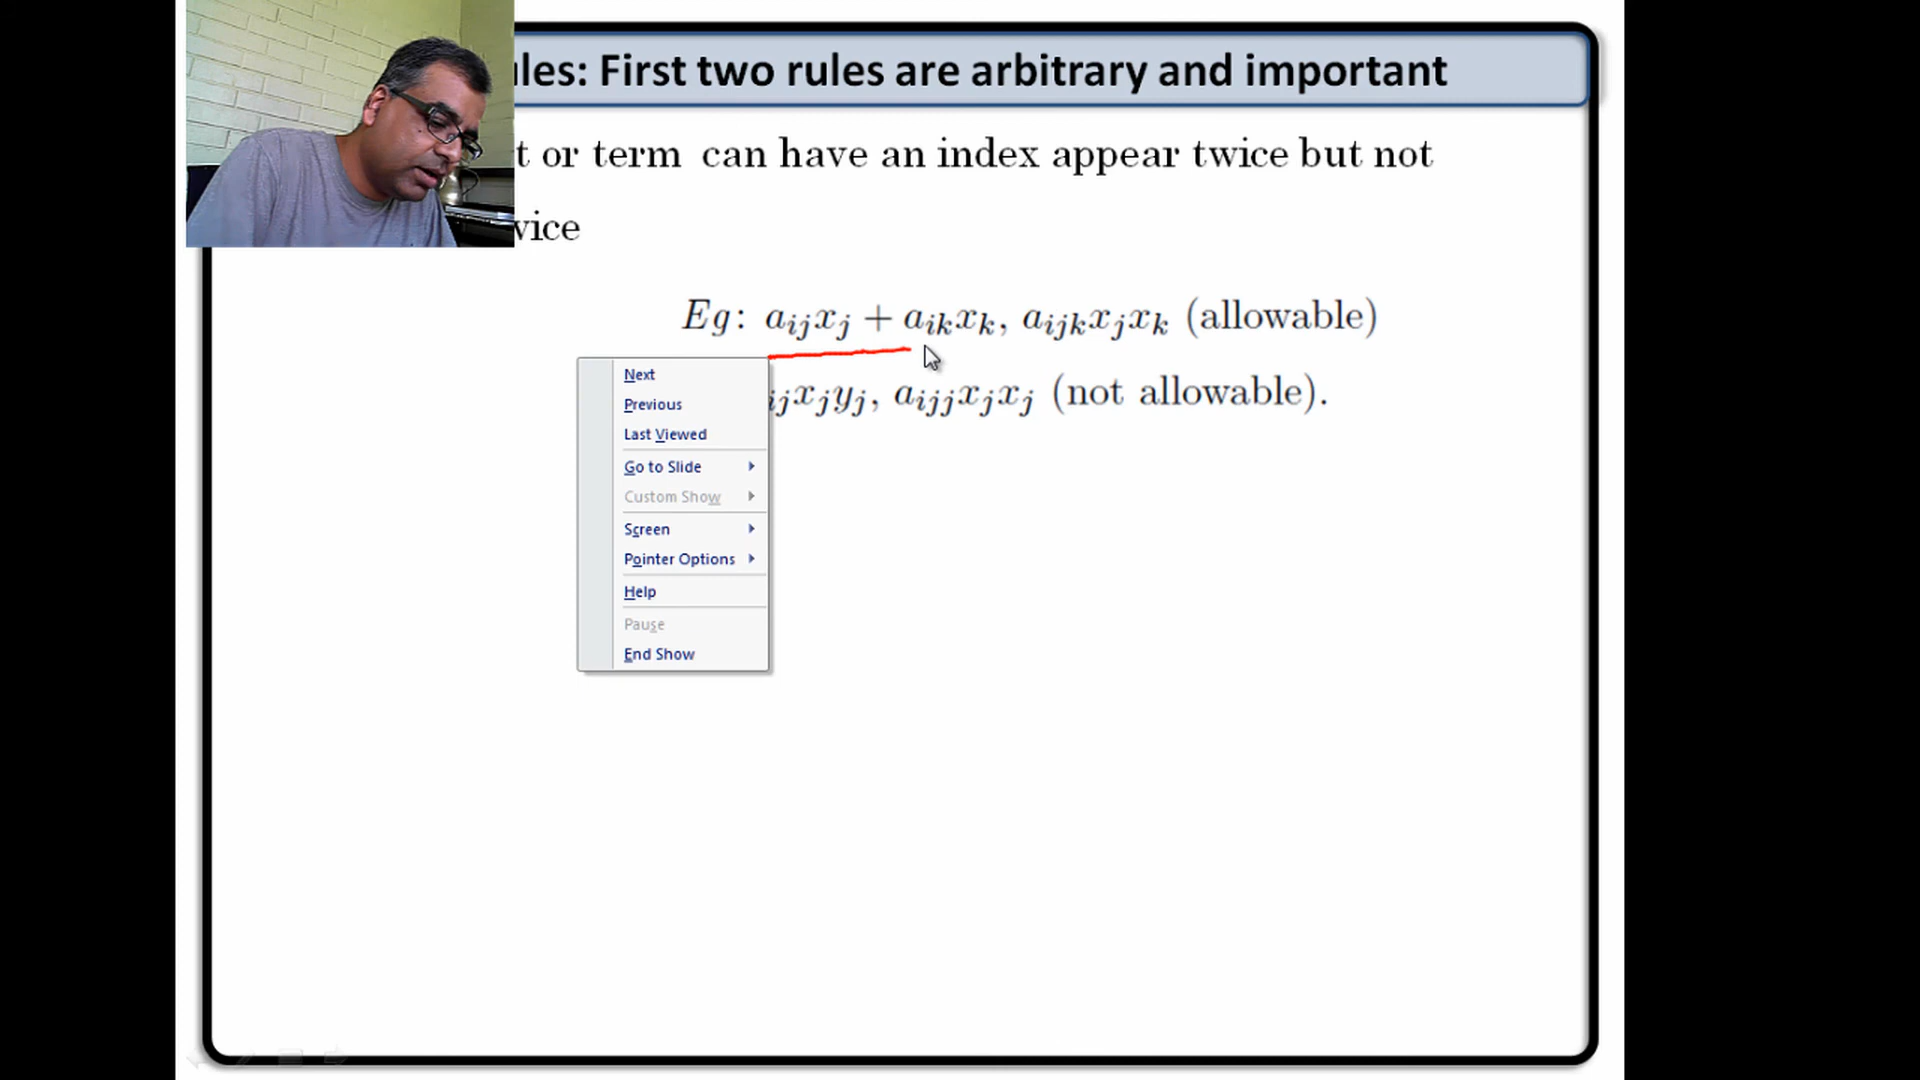 les: First two rules are arbitrary and important
t or term can have an index appear twice but not
vice
Eg: a_{ij}x_j + a_{ik}x_k, a_{ijk}x_jx_k (allowable)
_{ij}x_jy_j, a_{ijj}x_jx_j (not allowable).
Next
Previous
Last Viewed
Go to Slide
Custom Show
Screen
Pointer Options
Help
Pause
End Show